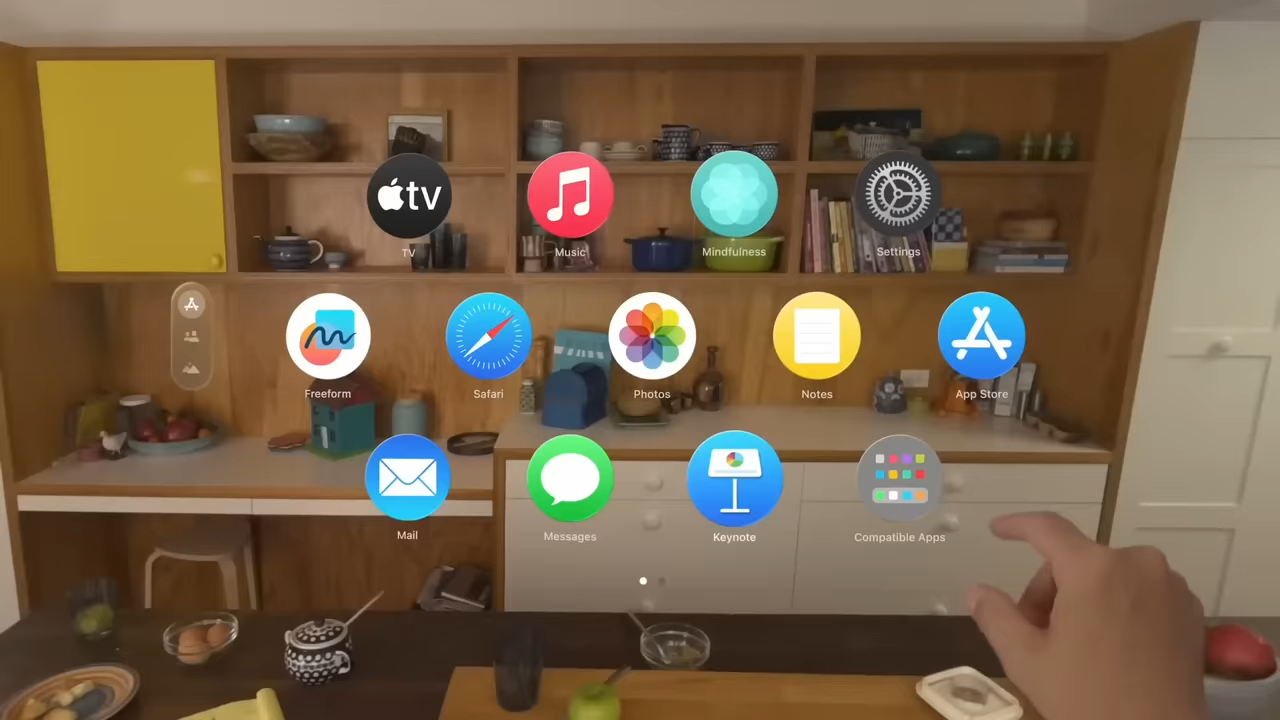 tv
TV
Music
Mindfulness
Settings
Freeform
Safari
Photos
Notes
App Store
Mail
Messages
Keynote
Compatible Apps